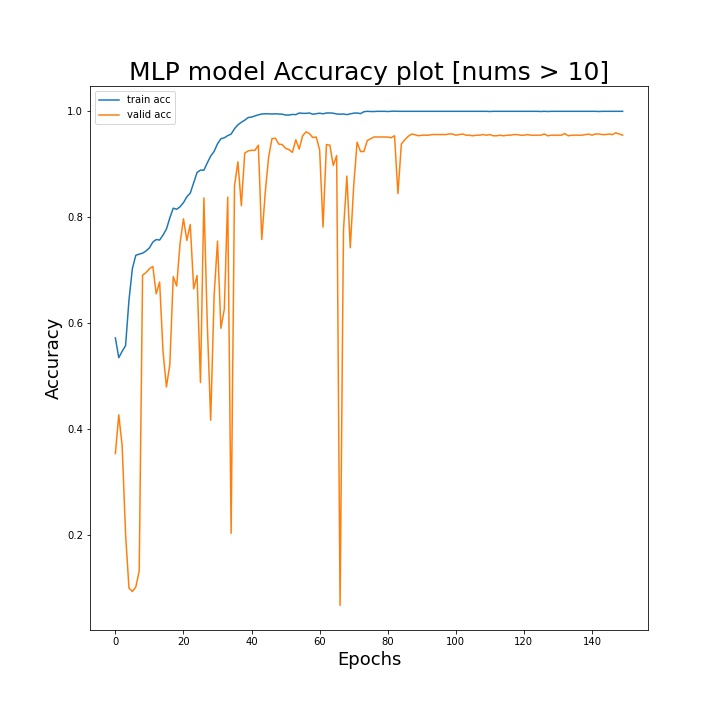 MLP model Accuracy plot [nums > 10]
train acc
valid acc
1.0
0.8
0.6
0.4
0.2
Accuracy
0 20 40 60 80 100 120 140
Epochs